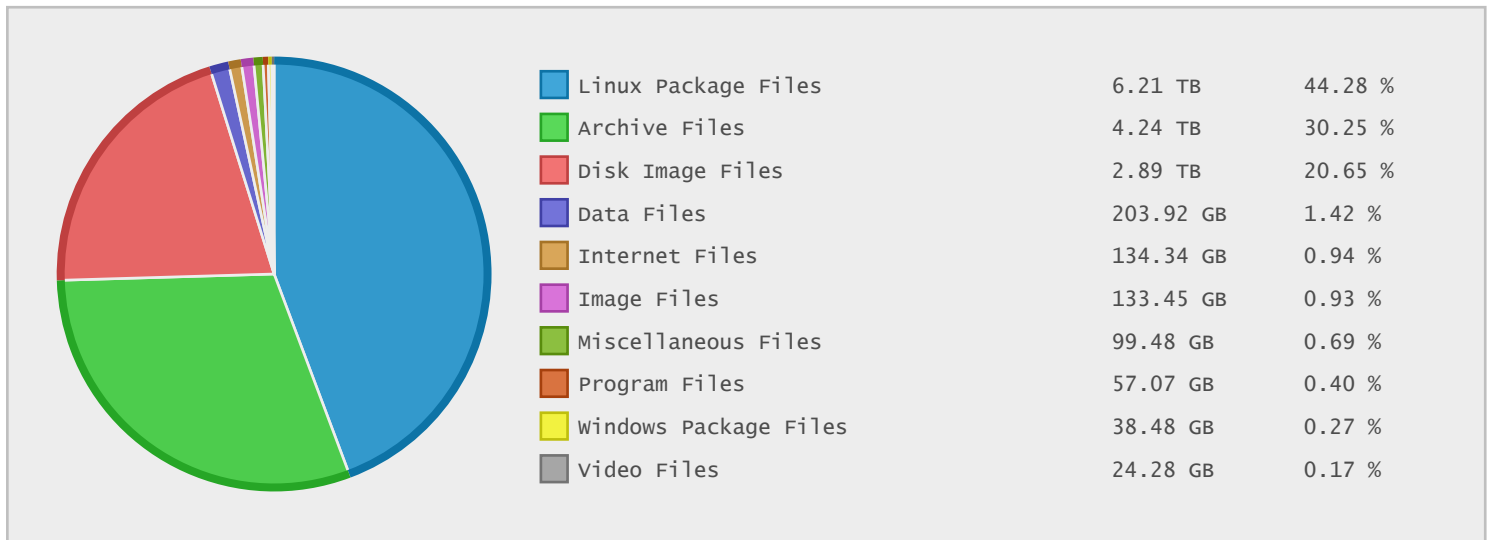 Linux Package Files 6.21 TB 44.28 %
Archive Files 4.24 TB 30.25 %
Disk Image Files 2.89 TB 20.65 %
Data Files 203.92 GB 1.42 %
Internet Files 134.34 GB 0.94 %
Image Files 133.45 GB 0.93 %
Miscellaneous Files 99.48 GB 0.69 %
Program Files 57.07 GB 0.40 %
Windows Package Files 38.48 GB 0.27 %
Video Files 24.28 GB 0.17 %